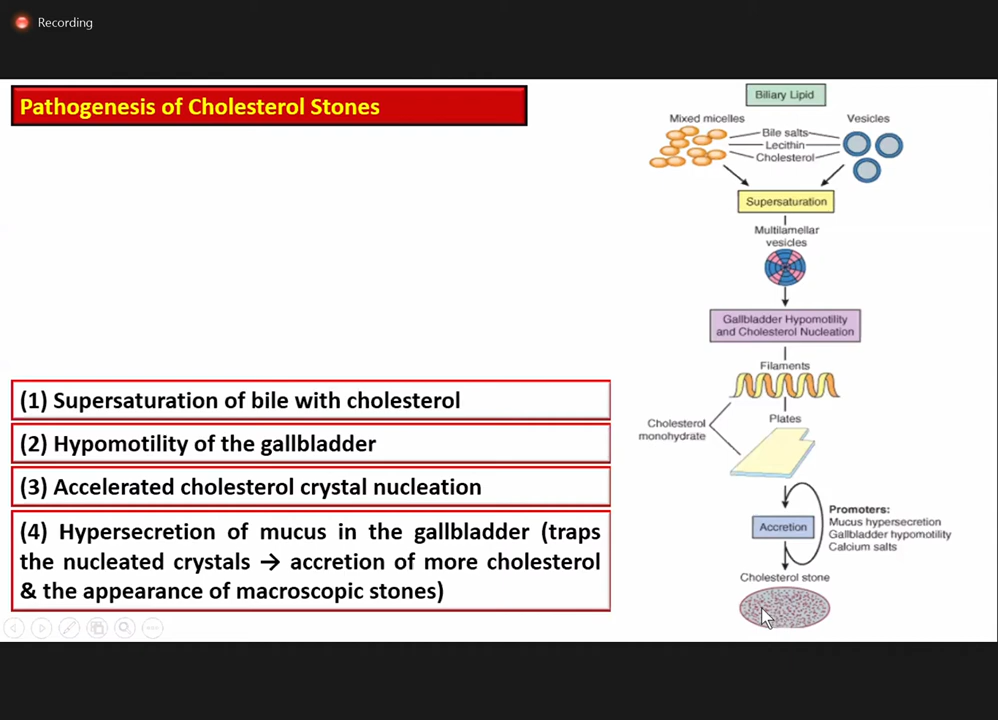 Recording
Pathogenesis of Cholesterol Stones
(1) Supersaturation of bile with cholesterol
(2) Hypomotility of the gallbladder
(3) Accelerated cholesterol crystal nucleation
(4) Hypersecretion of mucus in the gallbladder (traps
the nucleated crystals → accretion of more cholesterol
& the appearance of macroscopic stones)
Biliary Lipid
Mixed micelles
Vesicles
Bile salts
Lecithin
Cholesterol
Supersaturation
Multilamellar
vesicles
Gallbladder Hypomotility
and Cholesterol Nucleation
Filaments
Cholesterol
monohydrate
Plates
Accretion
Promoters:
Mucus hypersecretion
Gallbladder hypomotility
Calcium salts
Cholesterol stone